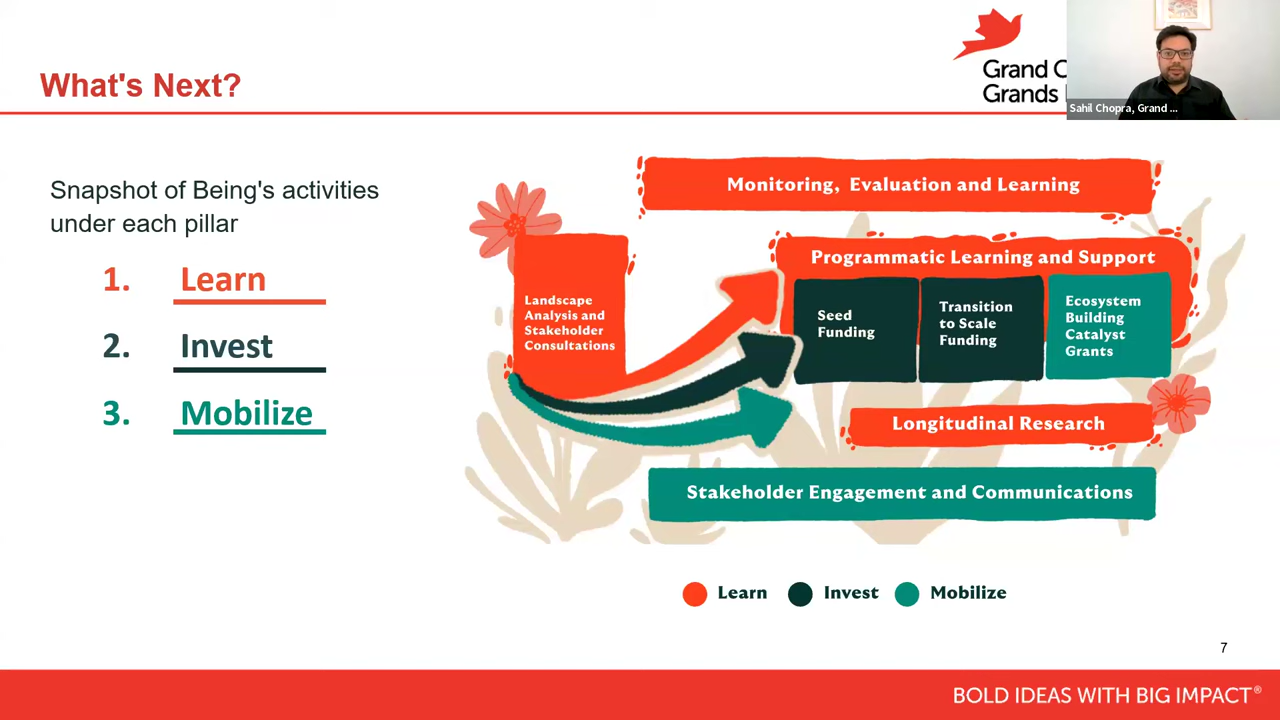 What's Next?
Grand C
Grands
Sahil Chopra, Grand ...
Snapshot of Being's activities
under each pillar
1. Learn
2. Invest
3. Mobilize
Monitoring, Evaluation and Learning
Programmatic Learning and Support
Landscape
Analysis and
Stakeholder
Consultations
Seed
Funding
Transition
to Scale
Funding
Ecosystem
Building
Catalyst
Grants
Longitudinal Research
Stakeholder Engagement and Communications
Learn Invest Mobilize
7
BOLD IDEAS WITH BIG IMPACT®